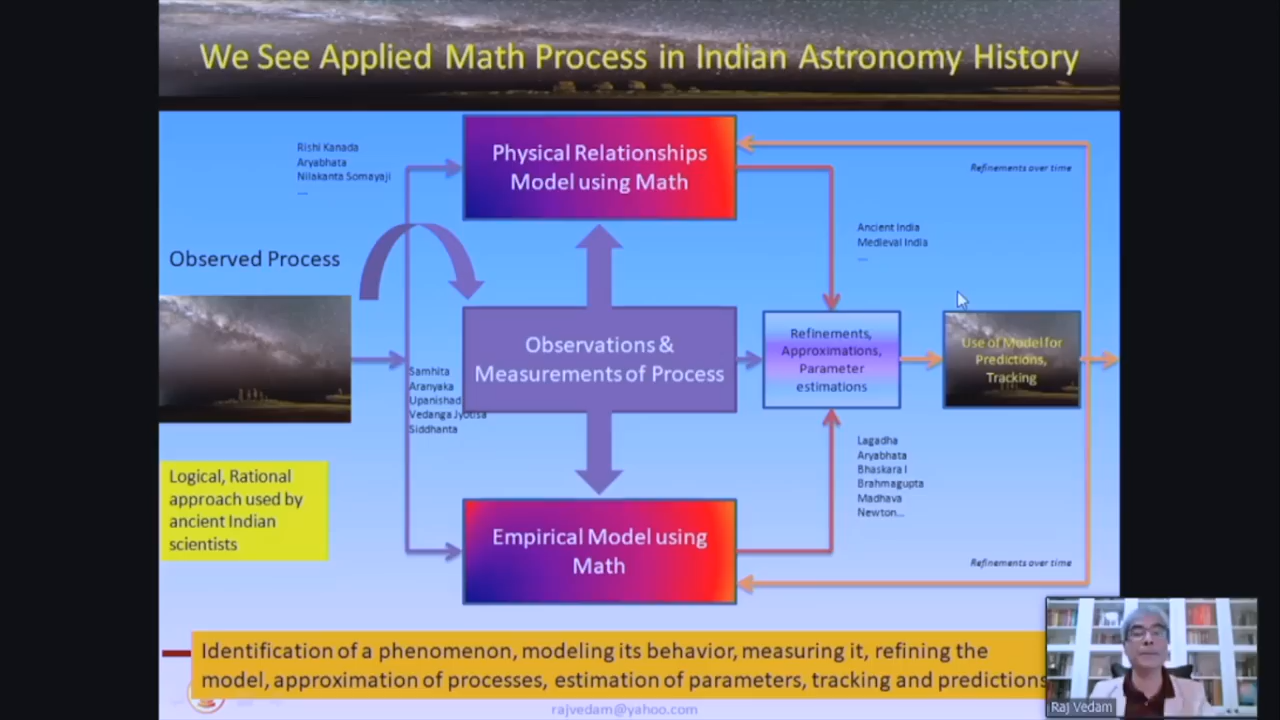 We See Applied Math Process in Indian Astronomy History
Rishi Kanada
Aryabhata
Nilakanta Somayaji
...
Physical Relationships
Model using Math
Refinements over time
Ancient India
Medieval India
...
Observed Process
Observations &
Measurements of Process
Refinements,
Approximations,
Parameter
estimations
Use of Model for
Predictions,
Tracking
Samhita
Aranyaka
Upanishad
Vedanga Jyotisa
Siddhanta
Logical, Rational
approach used by
ancient Indian
scientists
Lagadha
Aryabhata
Bhaskara I
Brahmagupta
Madhava
Newton...
Empirical Model using
Math
Refinements over time
Identification of a phenomenon, modeling its behavior, measuring it, refining the
model, approximation of processes, estimation of parameters, tracking and predictions
rajvedam@yahoo.com
Raj Vedam